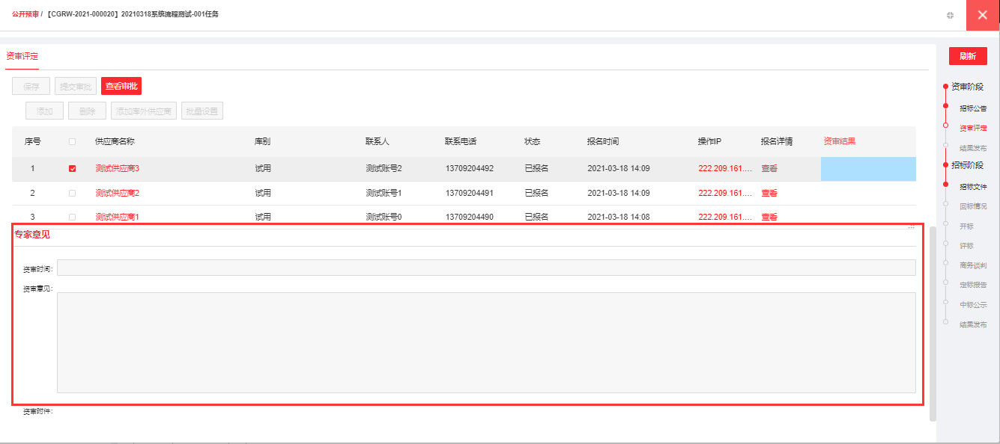 公开预审 / 【CGRW-2021-000020】20210318系统流程测试-001任务
资审评定
保存 提交审批 查看审批
添加 删除 添加库外供应商 批量设置
序号 供应商名称 库别 联系人 联系电话 状态 报名时间 操作IP 报名详情 资审结果
1 测试供应商3 试用 测试账号2 13709204492 已报名 2021-03-18 14:09 222.209.161.... 查看
2 测试供应商2 试用 测试账号1 13709204491 已报名 2021-03-18 14:09 222.209.161.... 查看
3 测试供应商1 试用 测试账号0 13709204490 已报名 2021-03-18 14:08 222.209.161.... 查看
专家意见
资审时间:
资审意见:
资审附件:
刷新
资审阶段
招标公告
资审评定
结果发布
招标阶段
招标文件
回标情况
开标
评标
商务谈判
定标报告
中标公示
结果发布